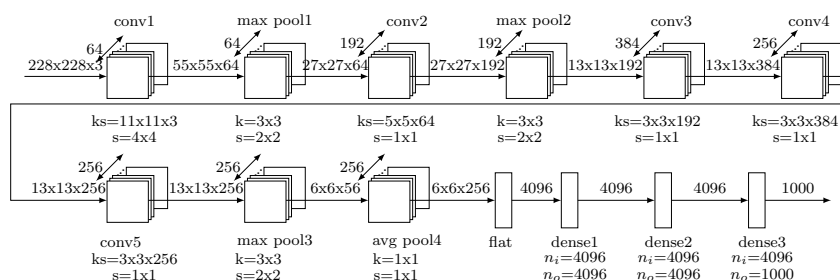 conv1 max pool1 conv2 max pool2 conv3 conv4
64 64 192 192 384 256
228x228x3 55x55x64 27x27x64 27x27x192 13x13x192 13x13x384
ks=11x11x3 k=3x3 ks=5x5x64 k=3x3 ks=3x3x192 ks=3x3x384
s=4x4 s=2x2 s=1x1 s=2x2 s=1x1 s=1x1
256 256 256
13x13x256 13x13x256 6x6x56 6x6x256 4096 4096 4096 1000
conv5 max pool3 avg pool4 flat dense1 dense2 dense3
ks=3x3x256 k=3x3 k=1x1 n_i=4096 n_i=4096 n_i=4096
s=1x1 s=2x2 s=1x1 n_o=4096 n_o=4096 n_o=1000